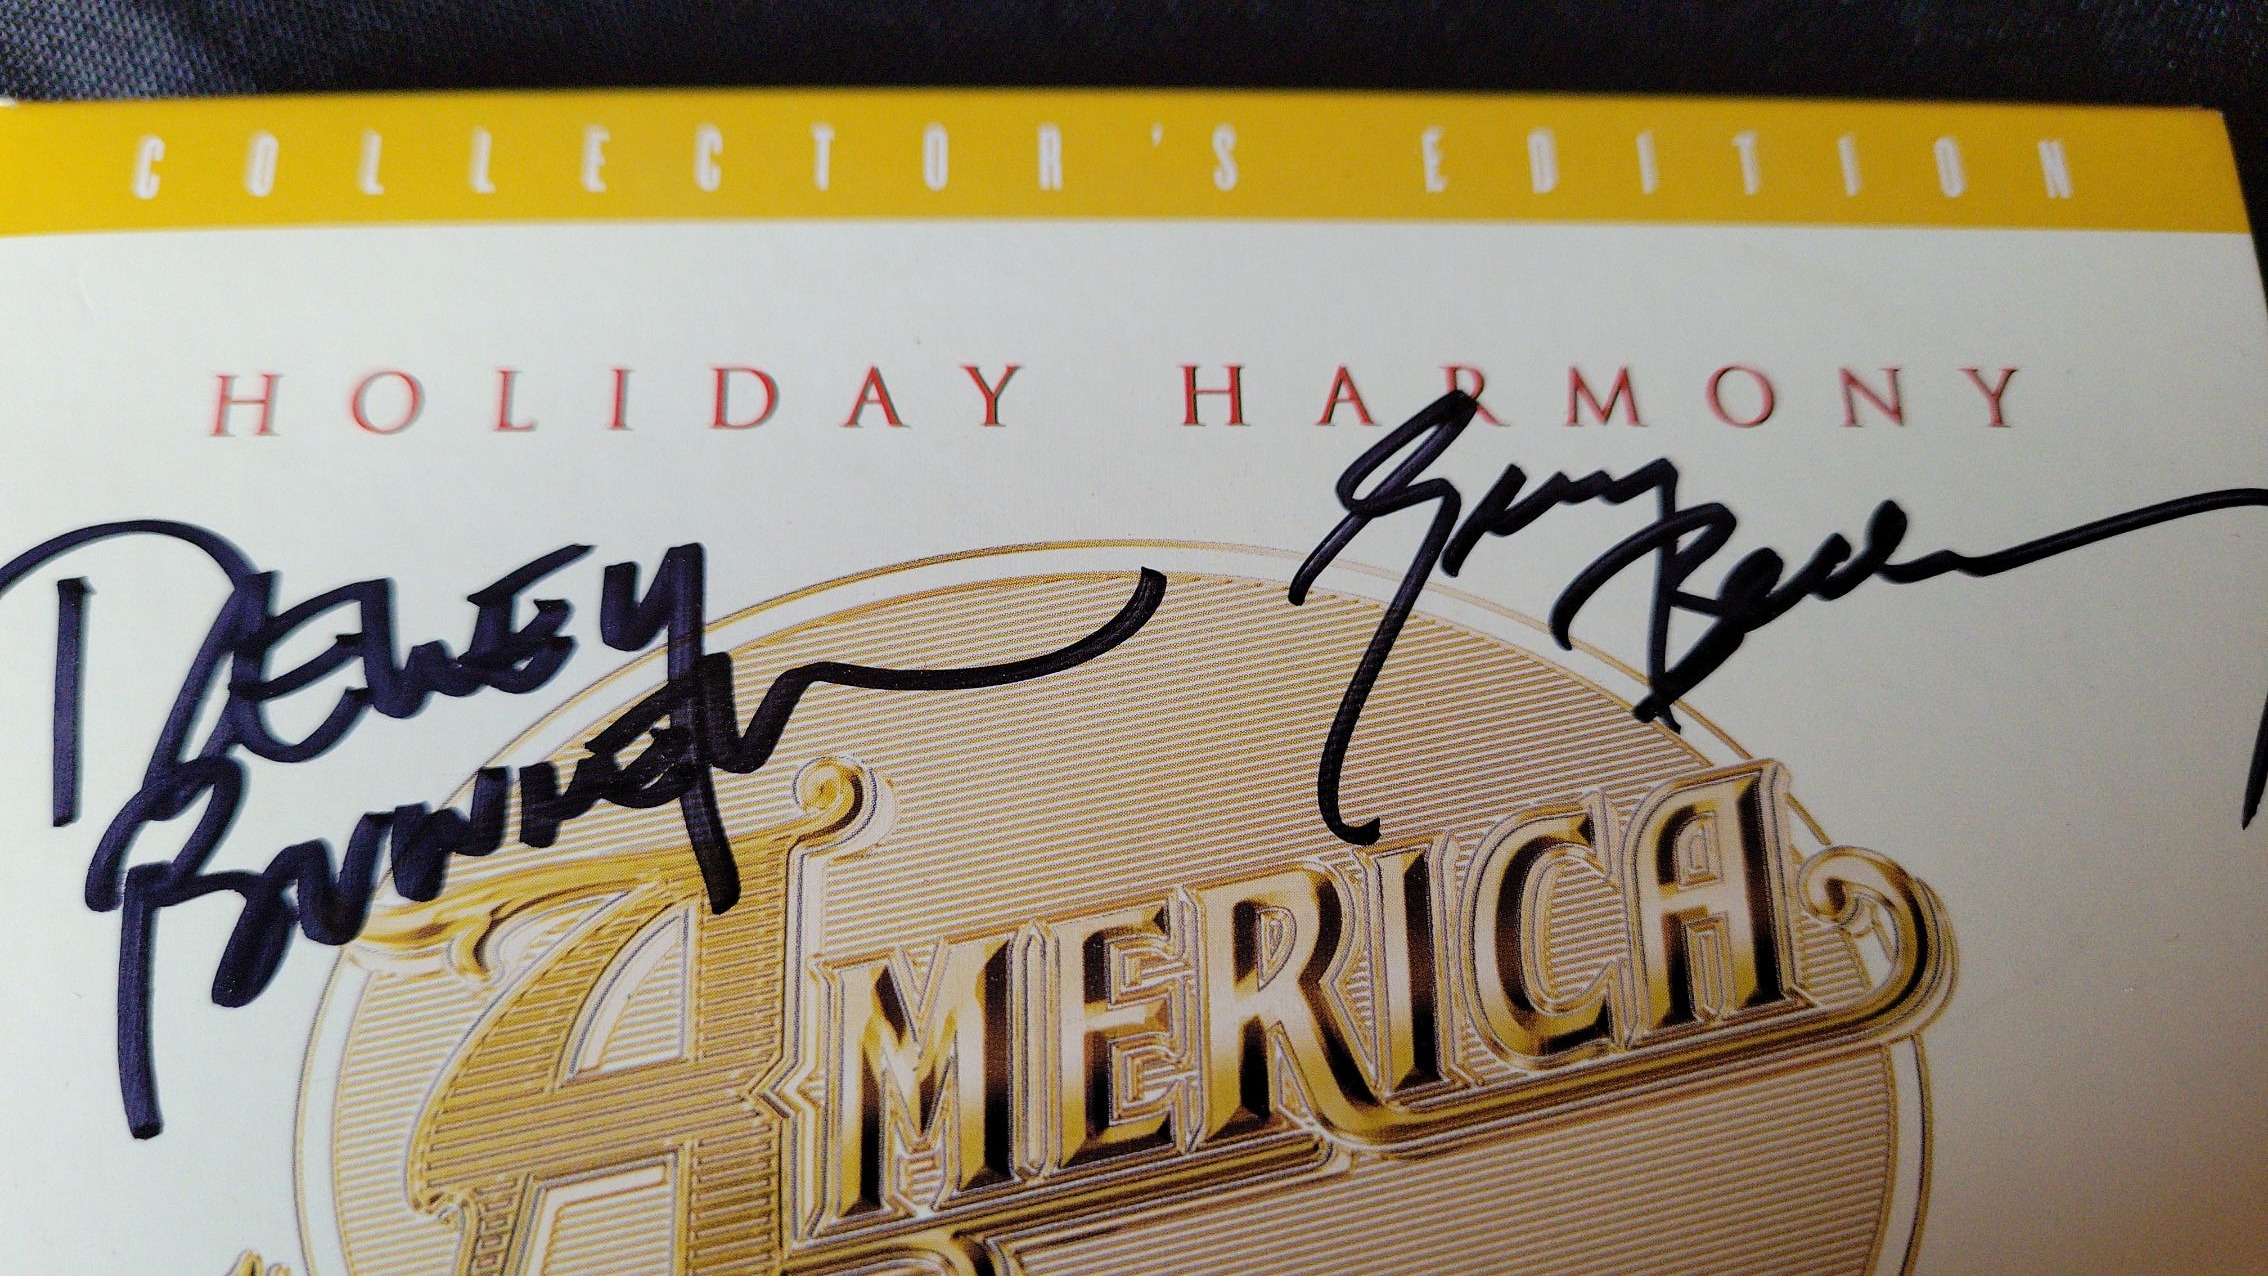 COLLECTOR'S EDITION
HOLIDAY HARMONY
Gerry Beckley
DEWEY
BUNNELL
AMERICA